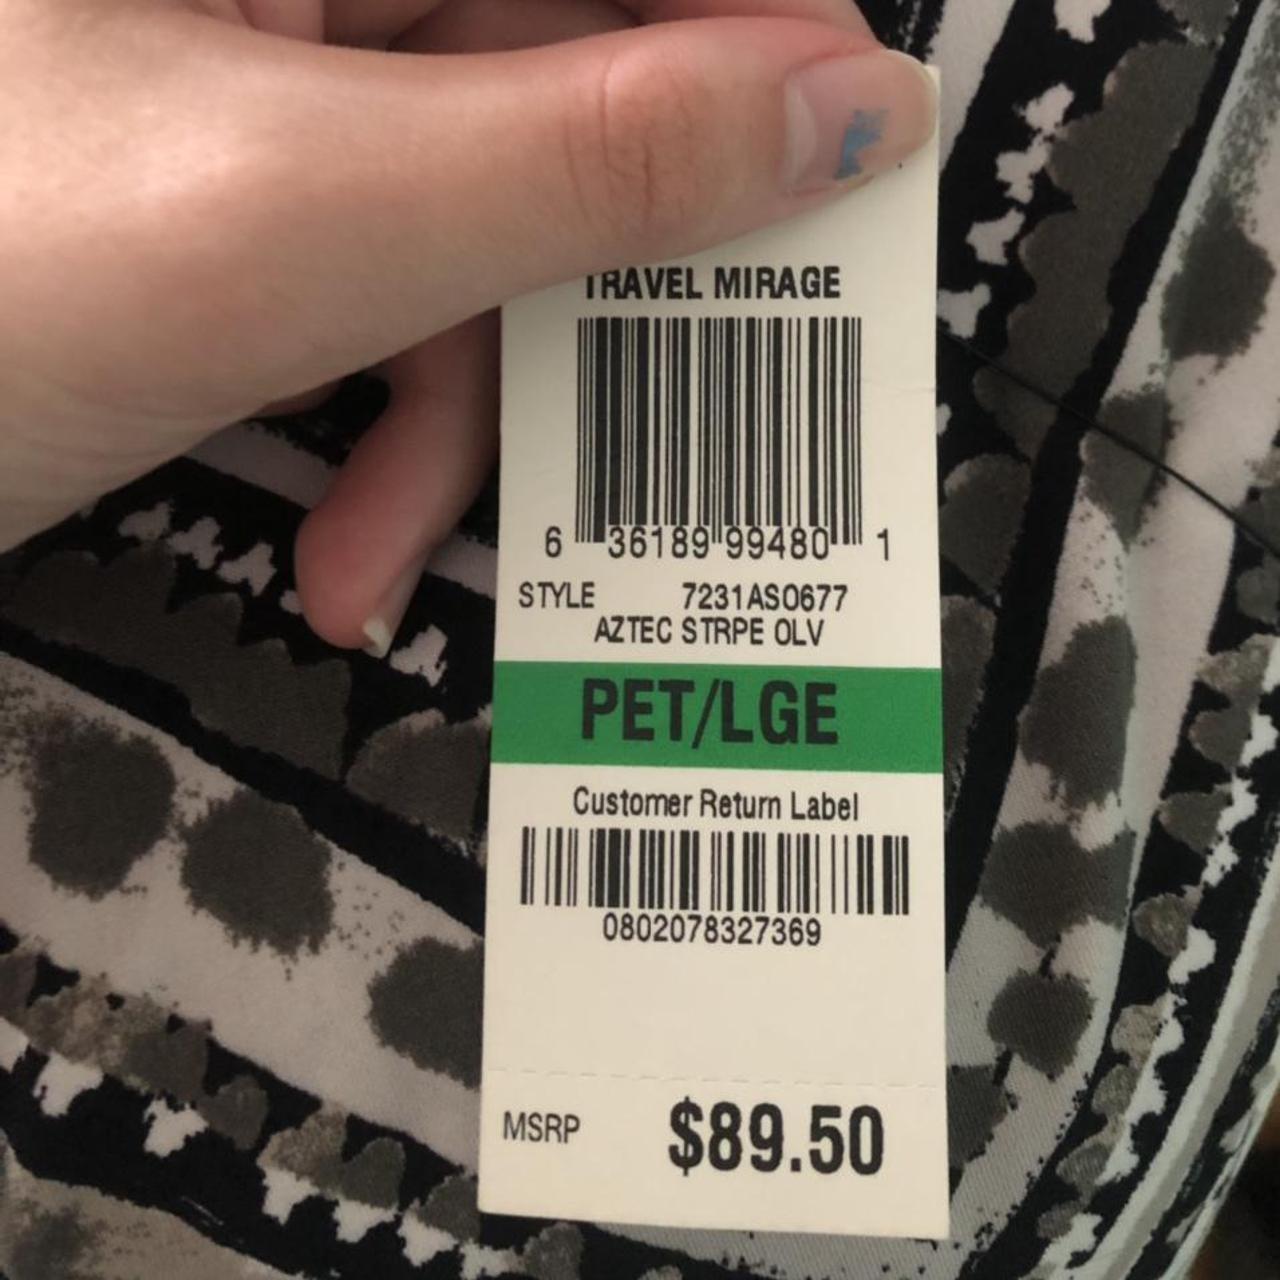 TRAVEL MIRAGE
6 36189 99480 1
STYLE 7231ASO677
AZTEC STRPE OLV
PET/LGE
Customer Return Label
0802078327369
MSRP $89.50